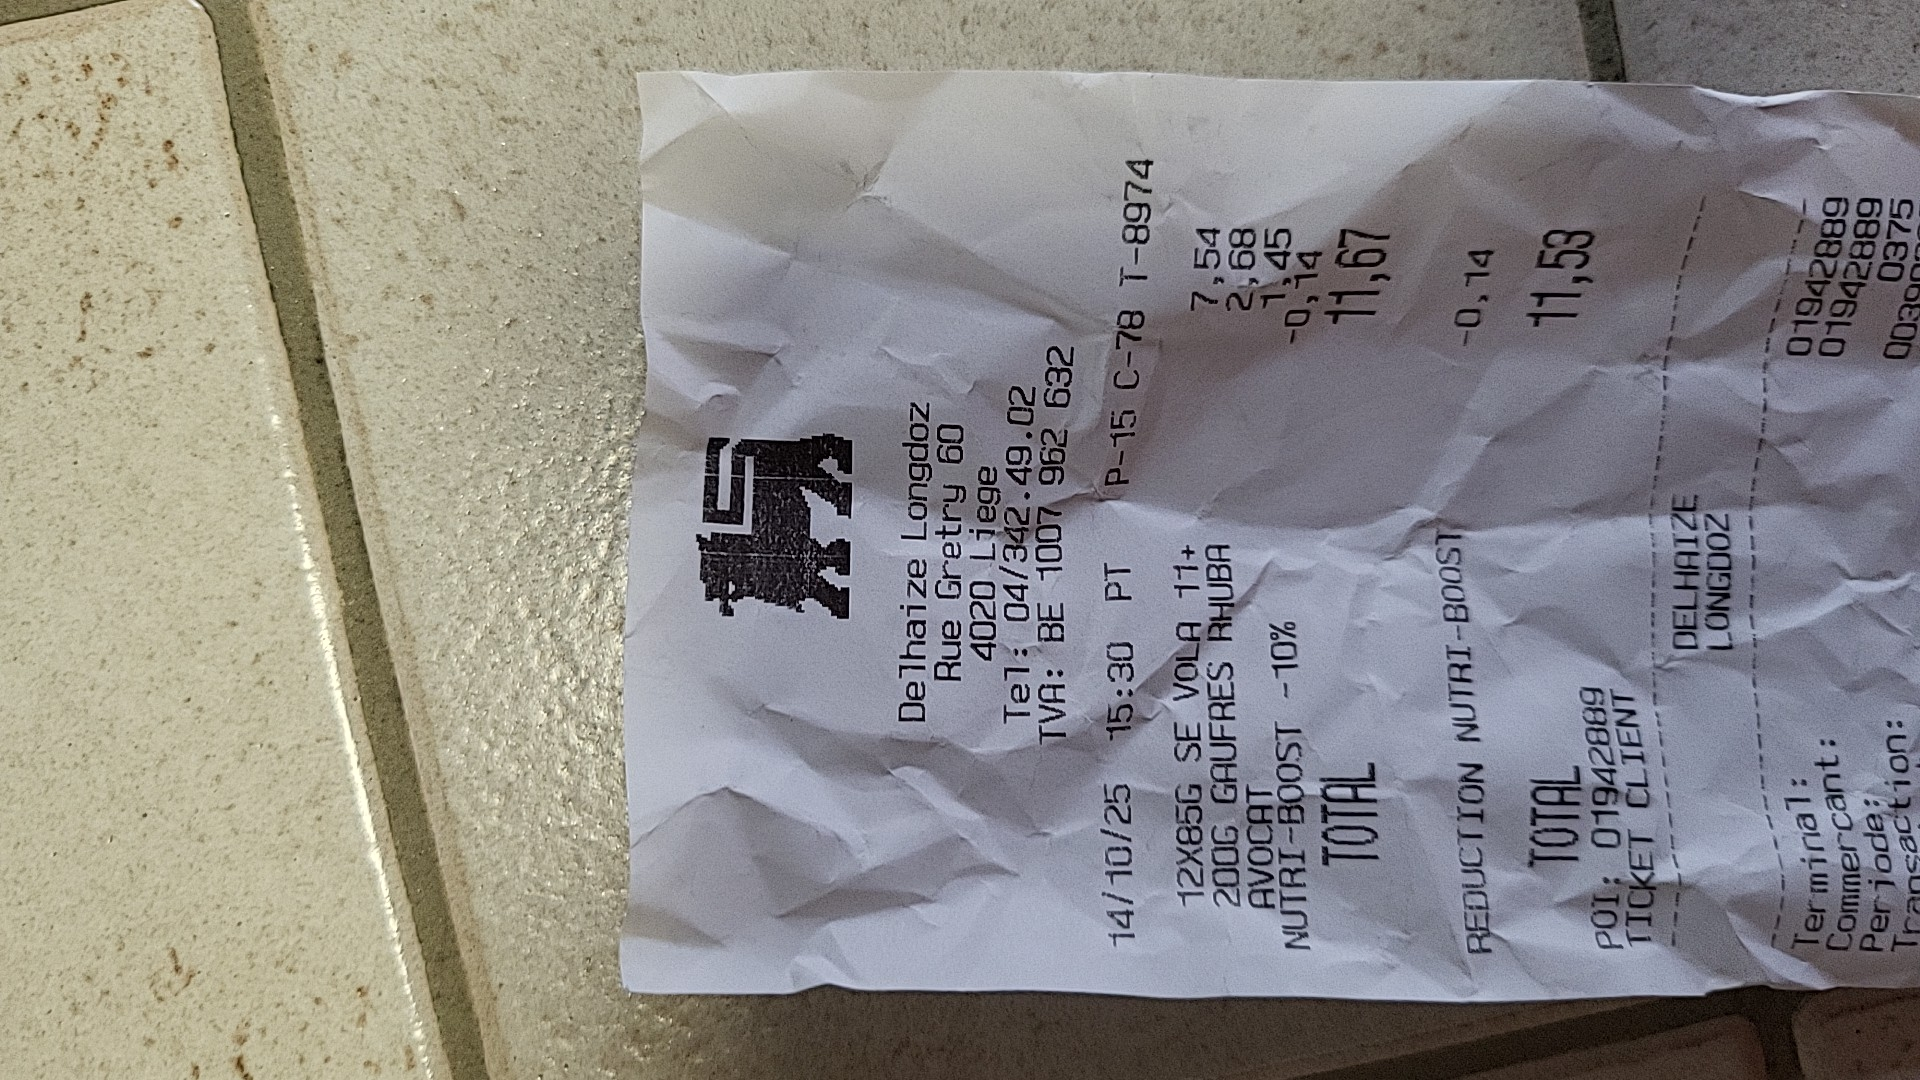 Delhaize Longdoz
Rue Gretry 60
4020 Liege
Tel: 04/342.49.02
TVA: BE 1007 962 632
14/10/25 15:30 PT P-15 C-78 T-8974
12X85G SE VOLA 11+ 7,54
200G GAUFRES RHUBA 2,68
AVOCAT 1,45
NUTRI-BOOST -10% -0,14
TOTAL 11,67
REDUCTION NUTRI-BOOST -0,14
TOTAL 11,53
POI: 01942889
TICKET CLIENT
DELHAIZE
LONGDOZ
Terminal: 01942889
Commercant: 01942889
Periode: 0375
Transaction: